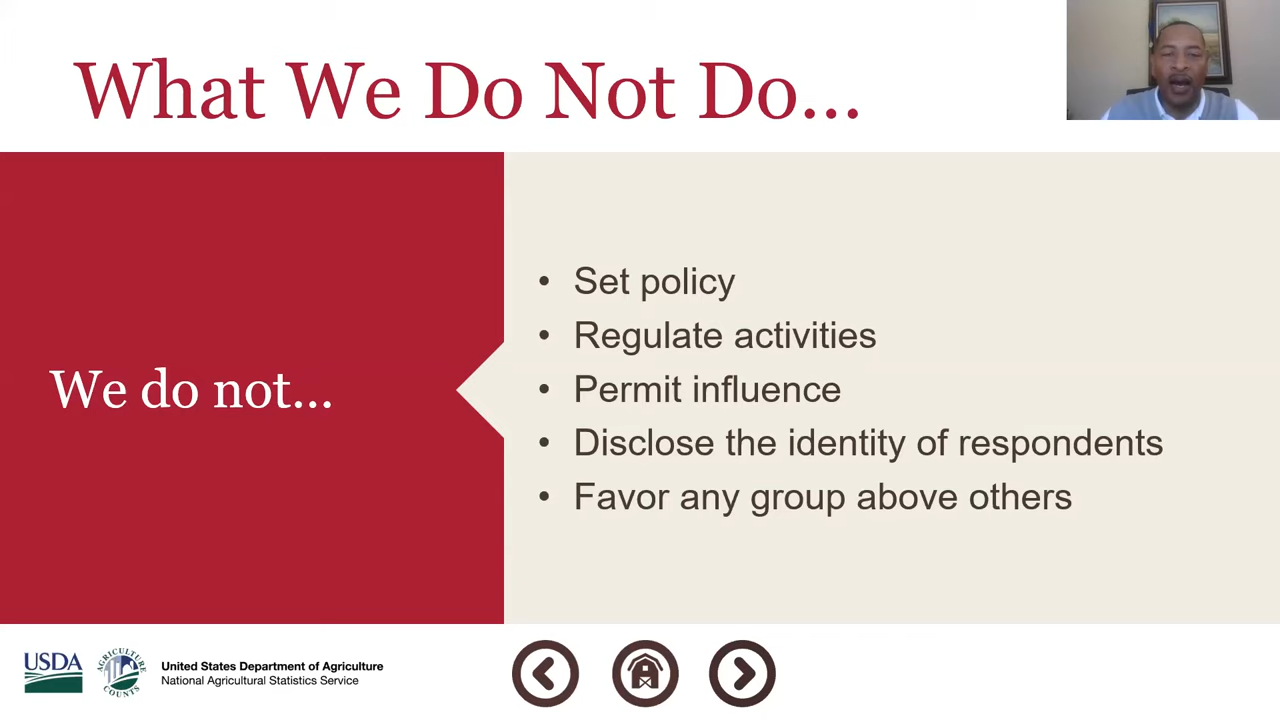 What We Do Not Do...
We do not...
• Set policy
• Regulate activities
• Permit influence
• Disclose the identity of respondents
• Favor any group above others
USDA
AGRICULTURE COUNTS
United States Department of Agriculture
National Agricultural Statistics Service